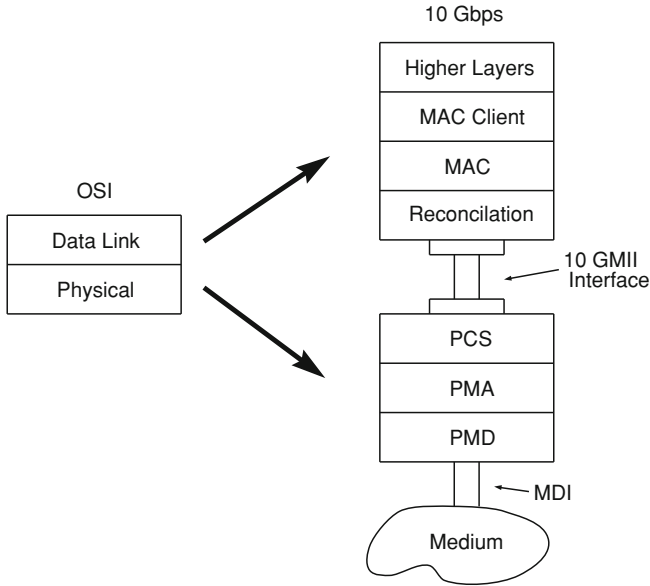 10 Gbps
Higher Layers
MAC Client
MAC
Reconcilation
OSI
Data Link
Physical
10 GMII
Interface
PCS
PMA
PMD
MDI
Medium